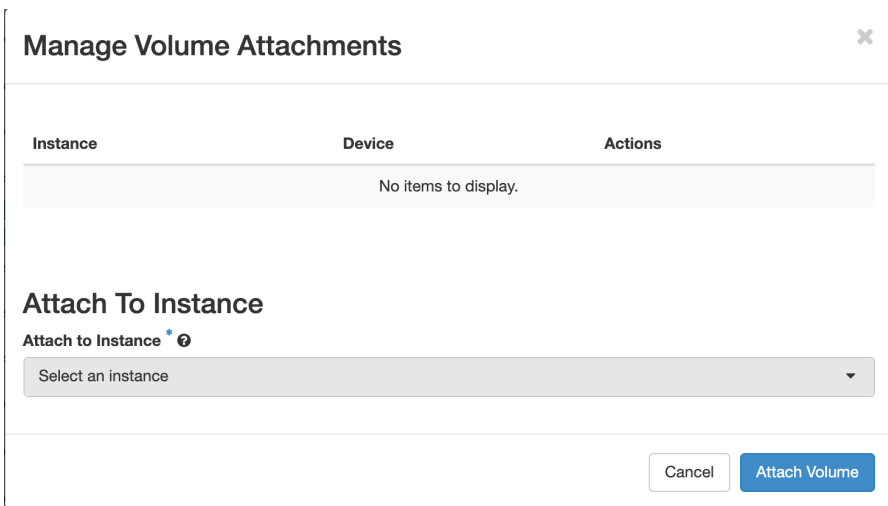 Manage Volume Attachments
Instance Device Actions
No items to display.
Attach To Instance
Attach to Instance *
Select an instance
Cancel Attach Volume